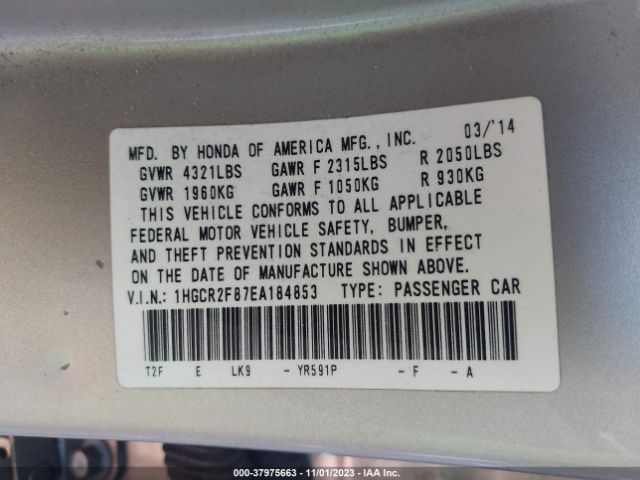 MFD. BY HONDA OF AMERICA MFG., INC. 03/'14
GVWR 4321LBS GAWR F 2315LBS R 2050LBS
GVWR 1960KG GAWR F 1050KG R 930KG
THIS VEHICLE CONFORMS TO ALL APPLICABLE
FEDERAL MOTOR VEHICLE SAFETY, BUMPER,
AND THEFT PREVENTION STANDARDS IN EFFECT
ON THE DATE OF MANUFACTURE SHOWN ABOVE.
V.I.N.: 1HGCR2F87EA184853 TYPE: PASSENGER CAR
T2F E LK9 - YR591P - F - A
000-37975663 - 11/01/2023 - IAA Inc.